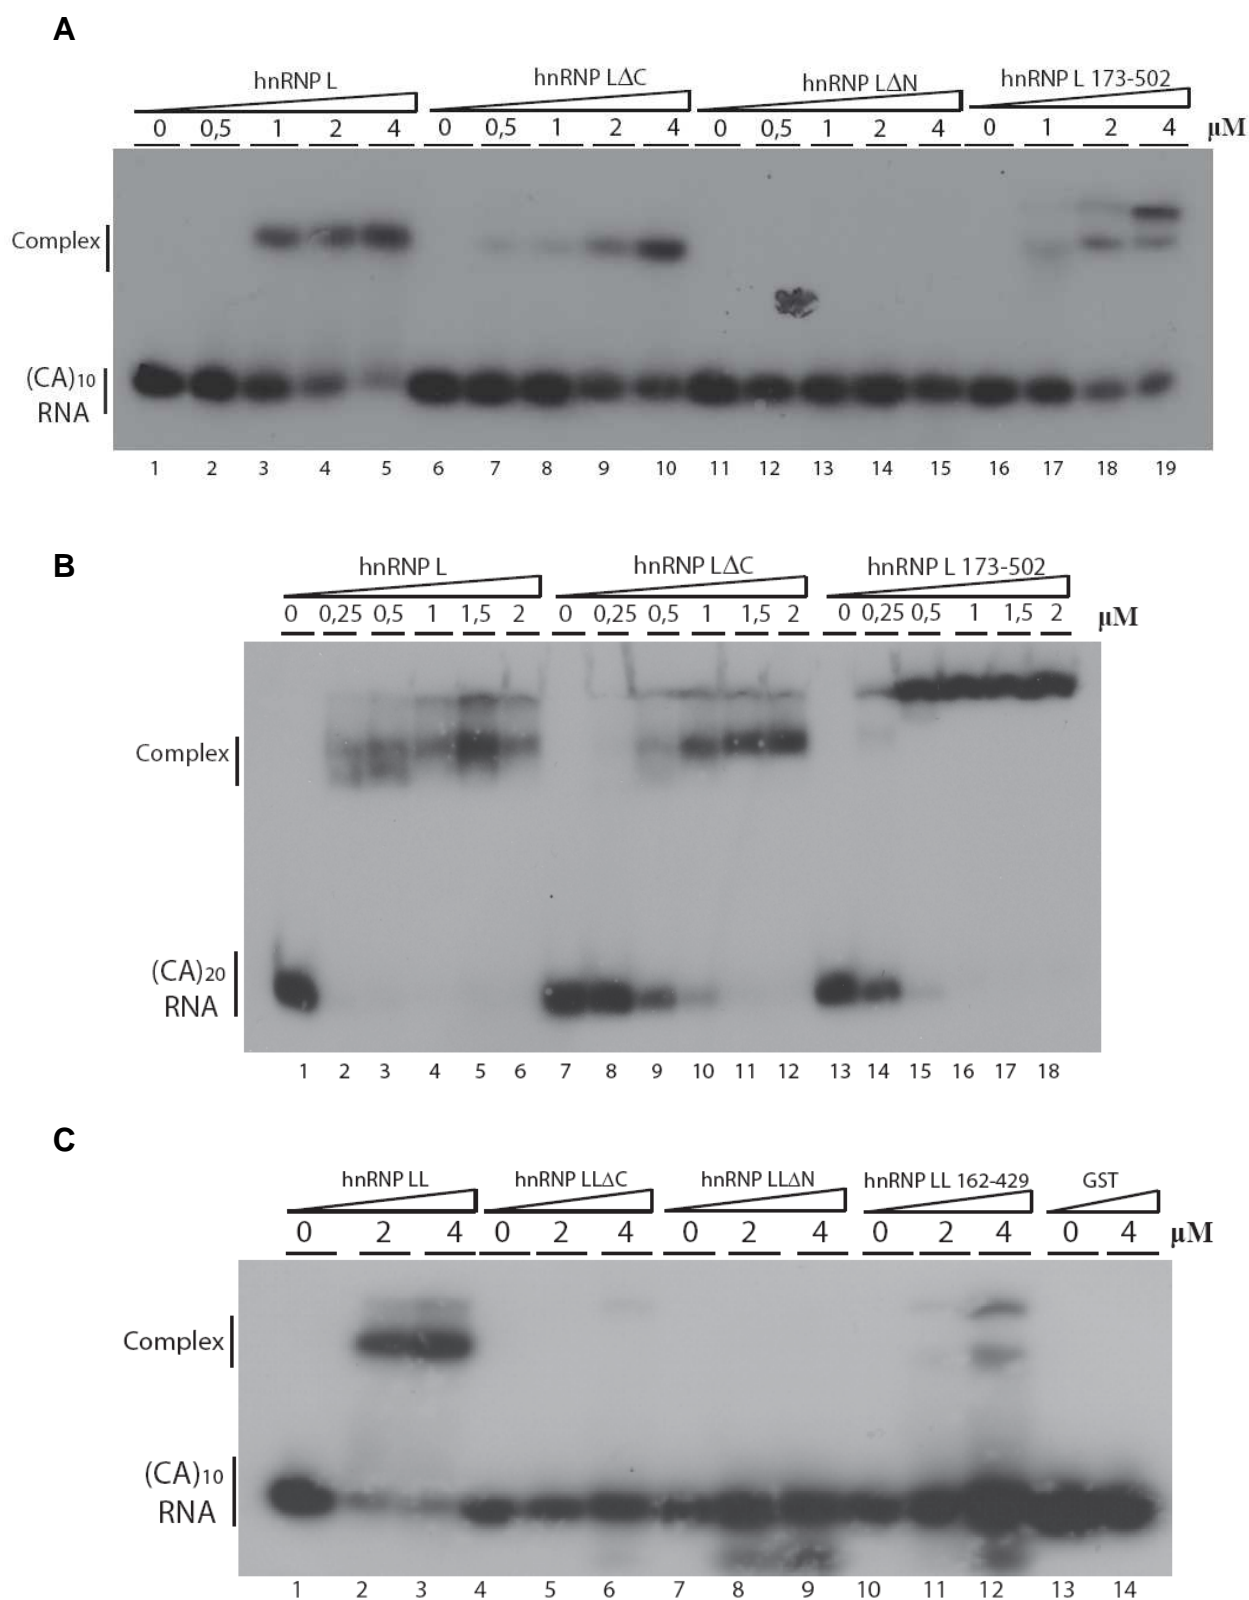 A
hnRNP L hnRNP LΔC hnRNP LΔN hnRNP L 173-502
0 0,5 1 2 4 0 0,5 1 2 4 0 0,5 1 2 4 0 1 2 4 μM
Complex
(CA)10
RNA
1 2 3 4 5 6 7 8 9 10 11 12 13 14 15 16 17 18 19
B
hnRNP L hnRNP LΔC hnRNP L 173-502
0 0,25 0,5 1 1,5 2 0 0,25 0,5 1 1,5 2 0 0,25 0,5 1 1,5 2 μM
Complex
(CA)20
RNA
1 2 3 4 5 6 7 8 9 10 11 12 13 14 15 16 17 18
C
hnRNP LL hnRNP LLΔC hnRNP LLΔN hnRNP LL 162-429 GST
0 2 4 0 2 4 0 2 4 0 2 4 0 4 μM
Complex
(CA)10
RNA
1 2 3 4 5 6 7 8 9 10 11 12 13 14